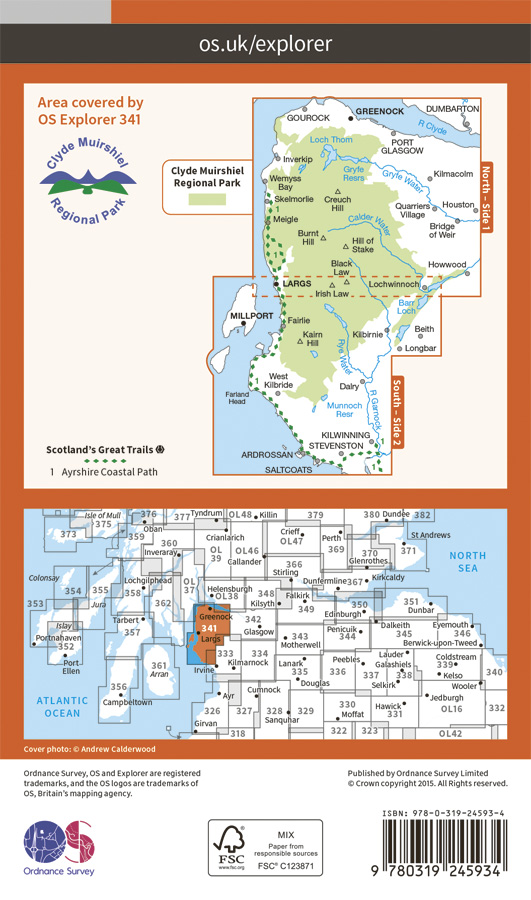 os.uk/explorer
Area covered by
OS Explorer 341
Clyde Muirshiel
Regional Park
Clyde Muirshiel
Regional Park
GOUROCK
GREENOCK
DUMBARTON
R Clyde
PORT
GLASGOW
Loch Thom
Inverkip
Gryfe
Resrs
Gryfe Water
Kilmacolm
Wemyss
Bay
Skelmorlie
1
Creuch
Hill
Quarriers
Village
Houston
Meigle
Calder Water
Bridge
of Weir
Burnt
Hill
Hill of
Stake
North – Side 1
Black
Law
Howwood
LARGS
Irish Law
Lochwinnoch
Barr
Loch
MILLPORT
Fairlie
Kairn
Hill
Kilbirnie
Beith
Longbar
Rye Water
West
Kilbride
1
Dalry
Farland
Head
Munnoch
Resr
R Garnock
South – Side 2
KILWINNING
STEVENSTON
1
ARDROSSAN
SALTCOATS
1
Scotland's Great Trails
1 Ayrshire Coastal Path
Isle of Mull
376
377
Tyndrum
OL48
Killin
379
380
Dundee
382
373
375
359
Oban
Crianlarich
Crieff
OL47
Perth
369
St Andrews
360
Inveraray
OL
39
OL46
Callander
370
Glenrothes
371
NORTH
SEA
Colonsay
354
355
Jura
358
Lochgilphead
OL
37
Helensburgh
OL38
366
Stirling
348
Kilsyth
Falkirk
349
Dunfermline
367
Kirkcaldy
353
357
362
Greenock
341
Largs
342
Glasgow
350
Edinburgh
351
Dunbar
Islay
Portnahaven
352
Port
Ellen
Tarbert
343
Motherwell
Penicuik
344
Dalkeith
345
Eyemouth
346
Berwick-upon-Tweed
361
Arran
333
Irvine
334
Kilmarnock
Lanark
335
336
Peebles
Lauder
Galashiels
337
338
Coldstream
339
Kelso
340
356
Campbeltown
Ayr
Cumnock
Douglas
Selkirk
Wooler
ATLANTIC
OCEAN
326
327
328
Sanquhar
329
330
Moffat
Hawick
331
Jedburgh
OL16
332
Girvan
318
322
323
OL42
Cover photo: © Andrew Calderwood
Ordnance Survey, OS and Explorer are registered
trademarks, and the OS logos are trademarks of
OS, Britain's mapping agency.
Published by Ordnance Survey Limited
© Crown copyright 2015. All Rights reserved.
OS
Ordnance Survey
FSC
www.fsc.org
MIX
Paper from
responsible sources
FSC® C123871
ISBN: 978-0-319-24593-4
9 780319 245934